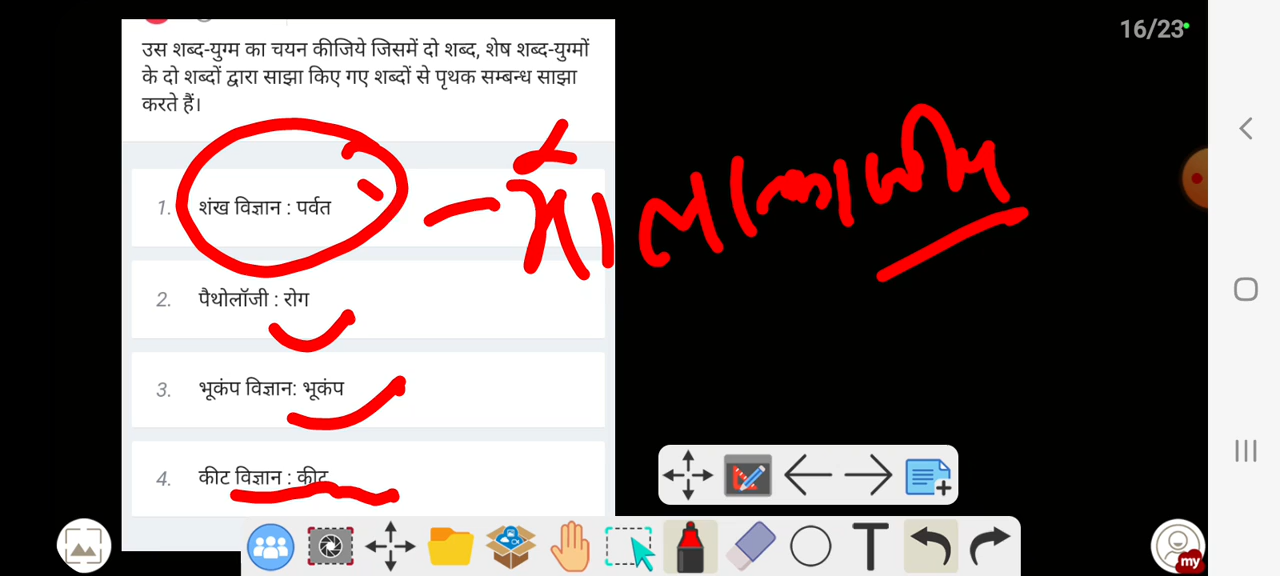 16/23
उस शब्द-युग्म का चयन कीजिये जिसमें दो शब्द, शेष शब्द-युग्मों
के दो शब्दों द्वारा साझा किए गए शब्दों से पृथक सम्बन्ध साझा
करते हैं।
1. शंख विज्ञान : पर्वत
2. पैथोलॉजी : रोग
3. भूकंप विज्ञान: भूकंप
4. कीट विज्ञान : कीट
T
my